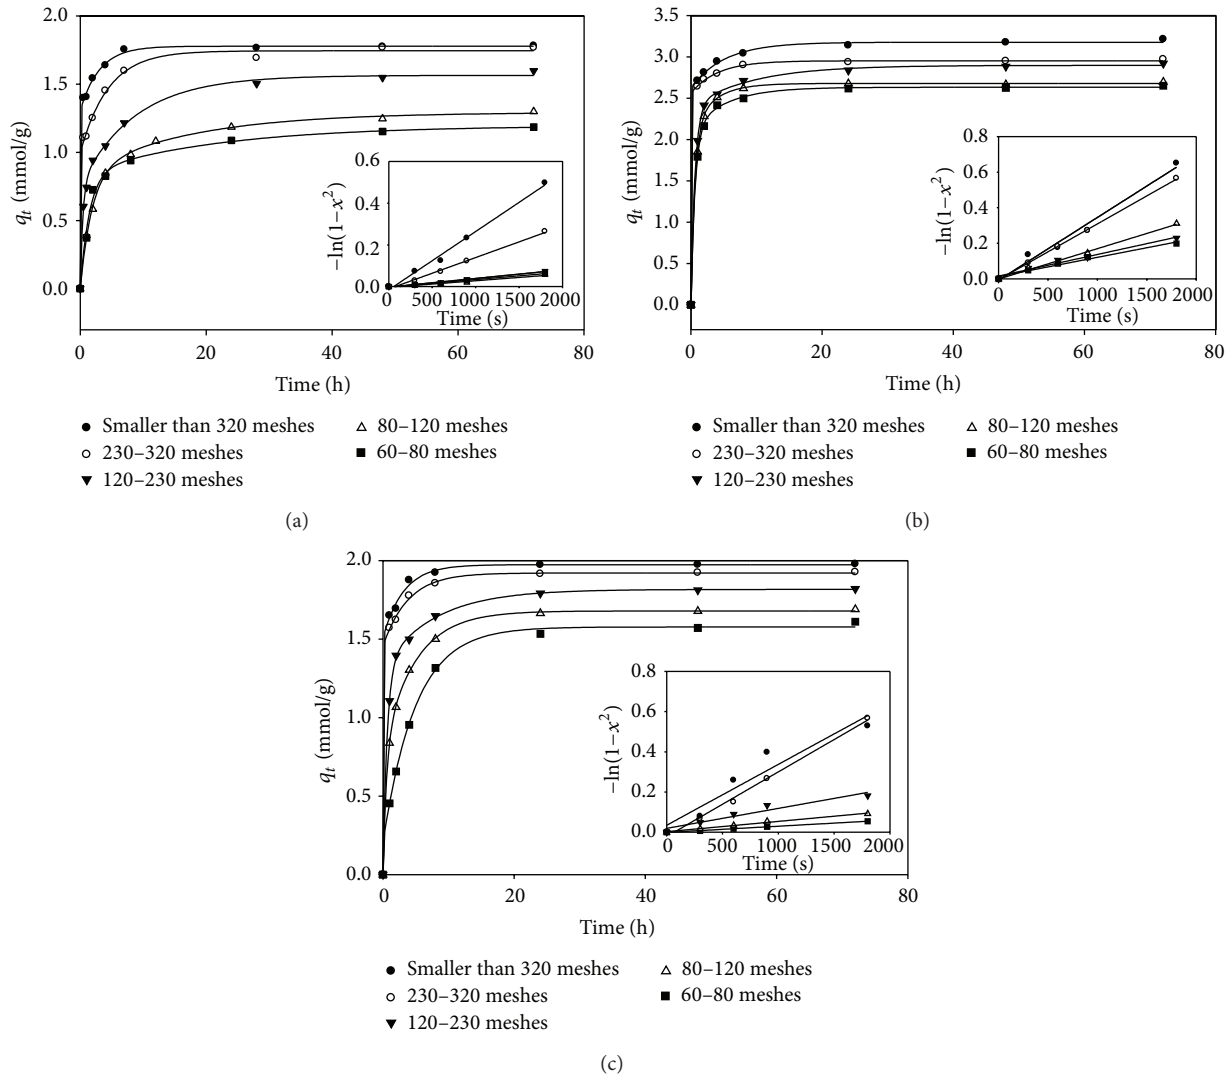 2.0
1.5
1.0
0.5
0.0
q_t (mmol/g)
0 20 40 60 80
Time (h)
0.6
0.4
0.2
0.0
−ln(1−x²)
0 500 1000 1500 2000
Time (s)
● Smaller than 320 meshes △ 80–120 meshes
○ 230–320 meshes ■ 60–80 meshes
▼ 120–230 meshes
(a)
3.5
3.0
2.5
2.0
1.5
1.0
0.5
0.0
q_t (mmol/g)
0 20 40 60 80
Time (h)
0.8
0.6
0.4
0.2
0.0
−ln(1−x²)
0 500 1000 1500 2000
Time (s)
● Smaller than 320 meshes △ 80–120 meshes
○ 230–320 meshes ■ 60–80 meshes
▼ 120–230 meshes
(b)
2.0
1.5
1.0
0.5
0.0
q_t (mmol/g)
0 20 40 60 80
Time (h)
0.8
0.6
0.4
0.2
0.0
−ln(1−x²)
0 500 1000 1500 2000
Time (s)
● Smaller than 320 meshes △ 80–120 meshes
○ 230–320 meshes ■ 60–80 meshes
▼ 120–230 meshes
(c)